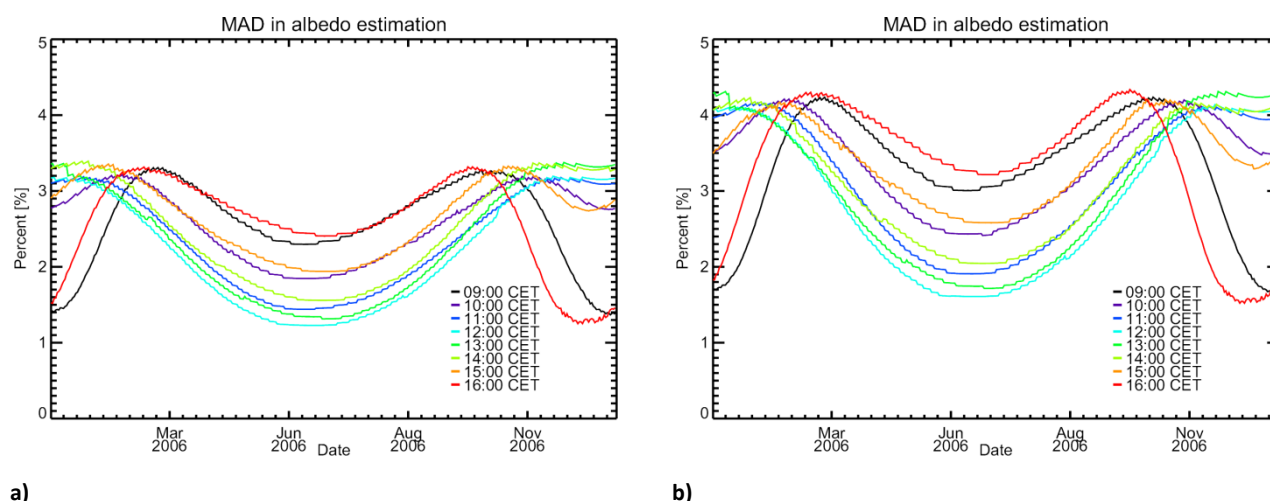 MAD in albedo estimation
5
4
3
2
1
0
Percent [%]
09:00 CET
10:00 CET
11:00 CET
12:00 CET
13:00 CET
14:00 CET
15:00 CET
16:00 CET
Mar
2006
Jun
2006
Aug
2006
Nov
2006
Date
a)
MAD in albedo estimation
5
4
3
2
1
0
Percent [%]
09:00 CET
10:00 CET
11:00 CET
12:00 CET
13:00 CET
14:00 CET
15:00 CET
16:00 CET
Mar
2006
Jun
2006
Aug
2006
Nov
2006
Date
b)